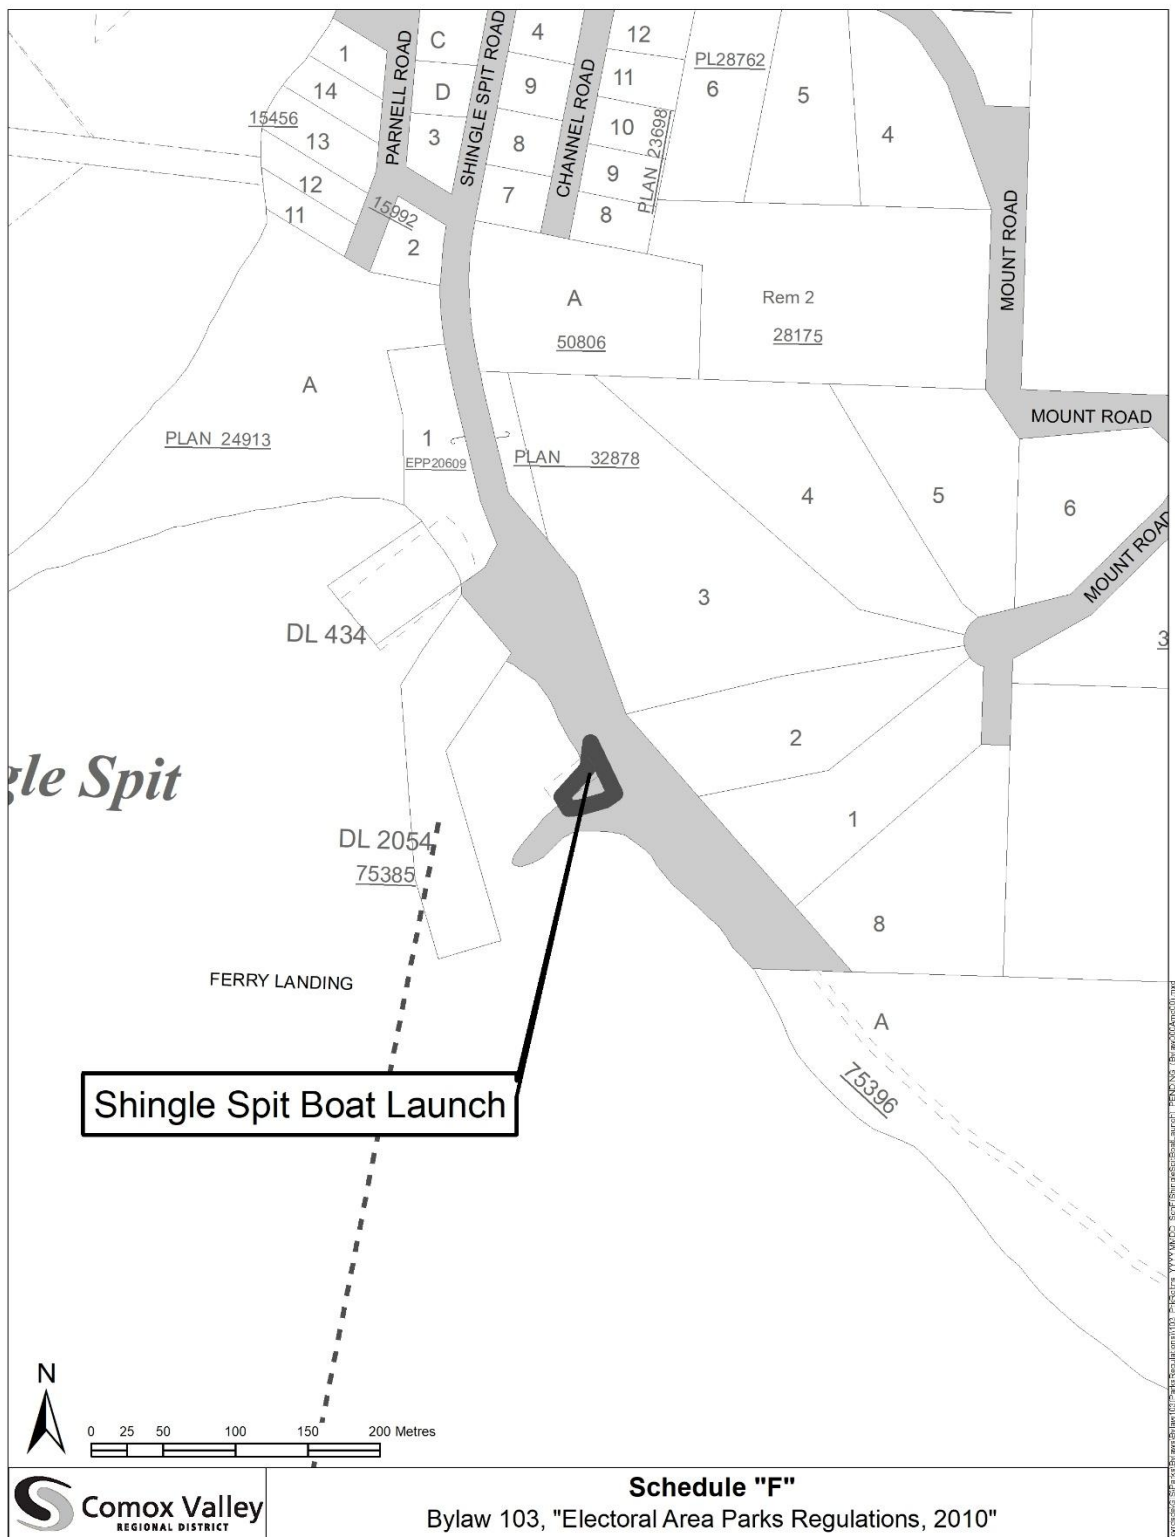 1
C
4
12
PL28762
14
PARNELL ROAD
D
SHINGLE SPIT ROAD
9
11
6
5
15456
13
3
8
CHANNEL ROAD
10
PLAN 23698
4
12
15992
7
9
11
2
8
MOUNT ROAD
A
50806
Rem 2
28175
A
PLAN 24913
1
EPP20609
PLAN 32878
MOUNT ROAD
4
5
6
MOUNT ROAD
3
DL 434
3
gle Spit
2
DL 2054
75385
1
8
FERRY LANDING
A
75396
Shingle Spit Boat Launch
N
0 25 50 100 150 200 Metres
Comox Valley
REGIONAL DISTRICT
Schedule "F"
Bylaw 103, "Electoral Area Parks Regulations, 2010"